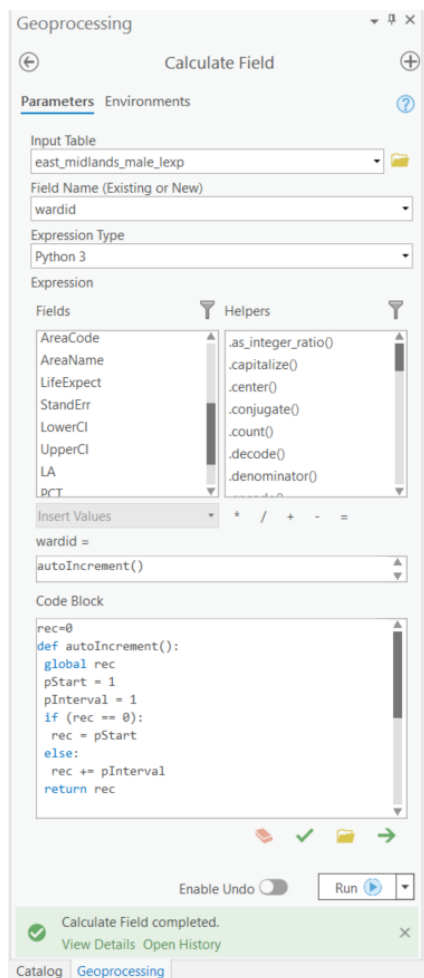 Geoprocessing
Calculate Field
Parameters Environments
Input Table
east_midlands_male_lexp
Field Name (Existing or New)
wardid
Expression Type
Python 3
Expression
Fields
Helpers
AreaCode
AreaName
LifeExpect
StandErr
LowerCI
UpperCI
LA
PCT
.as_integer_ratio()
.capitalize()
.center()
.conjugate()
.count()
.decode()
.denominator()
Insert Values
* / + - =
wardid =
autoIncrement()
Code Block
rec=0
def autoIncrement():
 global rec
 pStart = 1
 pInterval = 1
 if (rec == 0):
  rec = pStart
 else:
  rec += pInterval
 return rec
Enable Undo
Run
Calculate Field completed.
View Details Open History
Catalog Geoprocessing